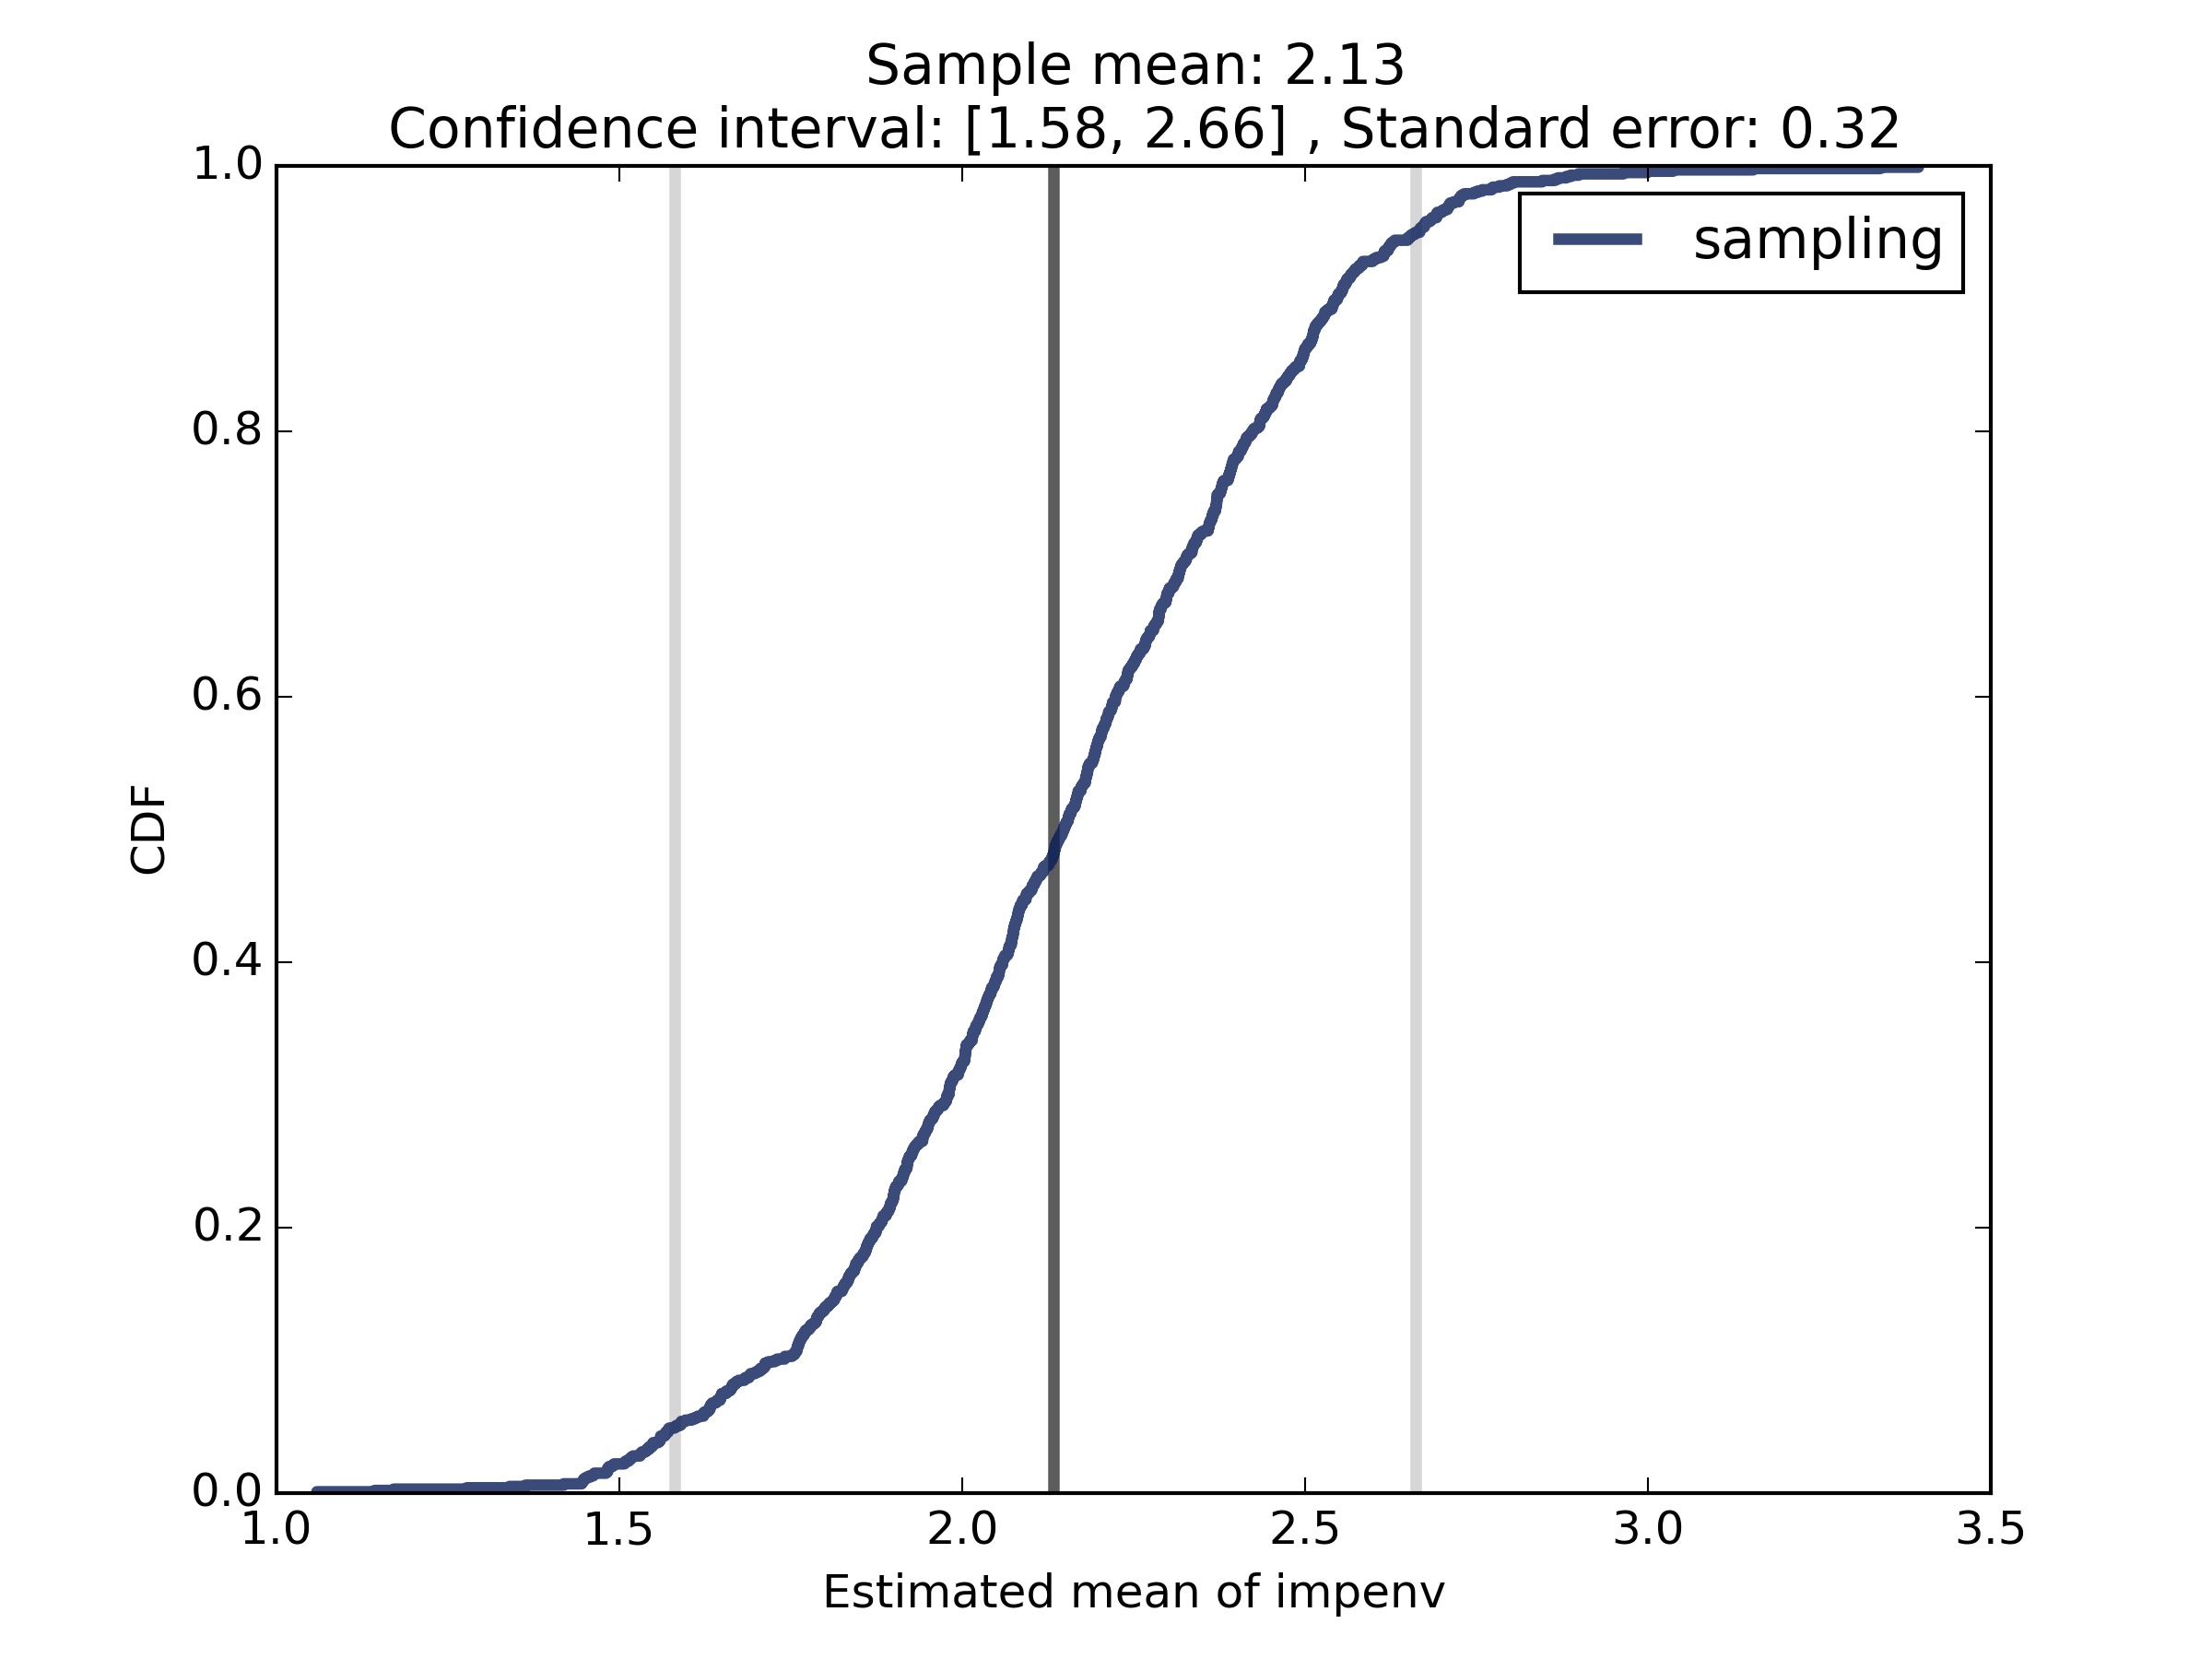 Sample mean: 2.13
Confidence interval: [1.58, 2.66] , Standard error: 0.32
1.0
sampling
0.8
0.6
CDF
0.4
0.2
0.0
1.0 1.5 2.0 2.5 3.0 3.5
Estimated mean of impenv